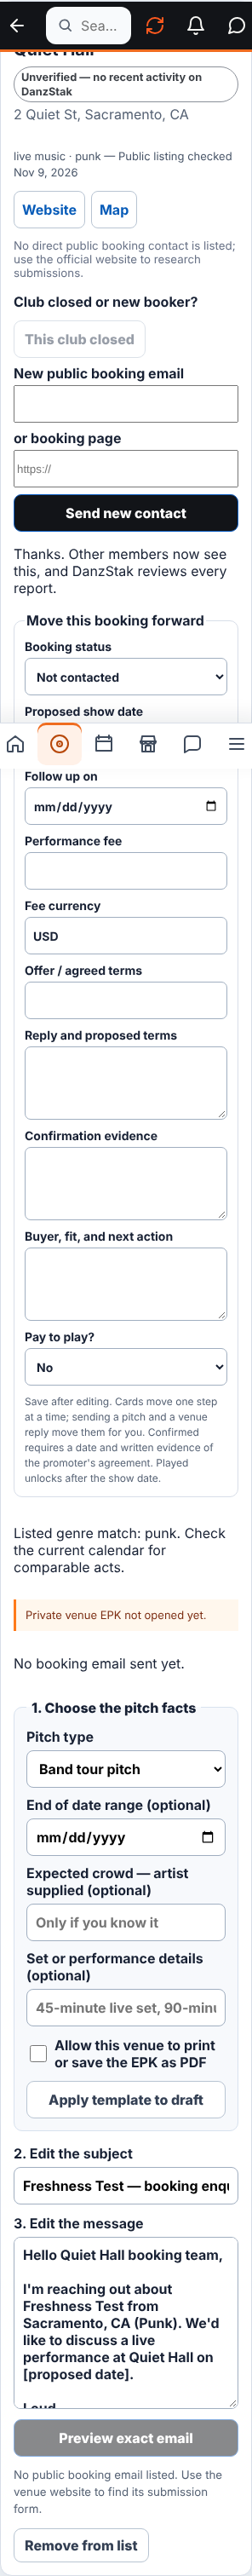 Sea...
Quiet Hall
Unverified — no recent activity on
DanzStak
2 Quiet St, Sacramento, CA
live music · punk — Public listing checked
Nov 9, 2026
Website
Map
No direct public booking contact is listed;
use the official website to research
submissions.
Club closed or new booker?
This club closed
New public booking email
or booking page
https://
Send new contact
Thanks. Other members now see
this, and DanzStak reviews every
report.
Move this booking forward
Booking status
Not contacted
Proposed show date
Follow up on
mm/dd/yyyy
Performance fee
Fee currency
USD
Offer / agreed terms
Reply and proposed terms
Confirmation evidence
Buyer, fit, and next action
Pay to play?
No
Save after editing. Cards move one step
at a time; sending a pitch and a venue
reply move them for you. Confirmed
requires a date and written evidence of
the promoter's agreement. Played
unlocks after the show date.
Listed genre match: punk. Check
the current calendar for
comparable acts.
Private venue EPK not opened yet.
No booking email sent yet.
1. Choose the pitch facts
Pitch type
Band tour pitch
End of date range (optional)
mm/dd/yyyy
Expected crowd — artist
supplied (optional)
Only if you know it
Set or performance details
(optional)
45-minute live set, 90-minu
Allow this venue to print
or save the EPK as PDF
Apply template to draft
2. Edit the subject
Freshness Test — booking enqu
3. Edit the message
Hello Quiet Hall booking team,
I'm reaching out about
Freshness Test from
Sacramento, CA (Punk). We'd
like to discuss a live
performance at Quiet Hall on
[proposed date].
Loud
Preview exact email
No public booking email listed. Use the
venue website to find its submission
form.
Remove from list